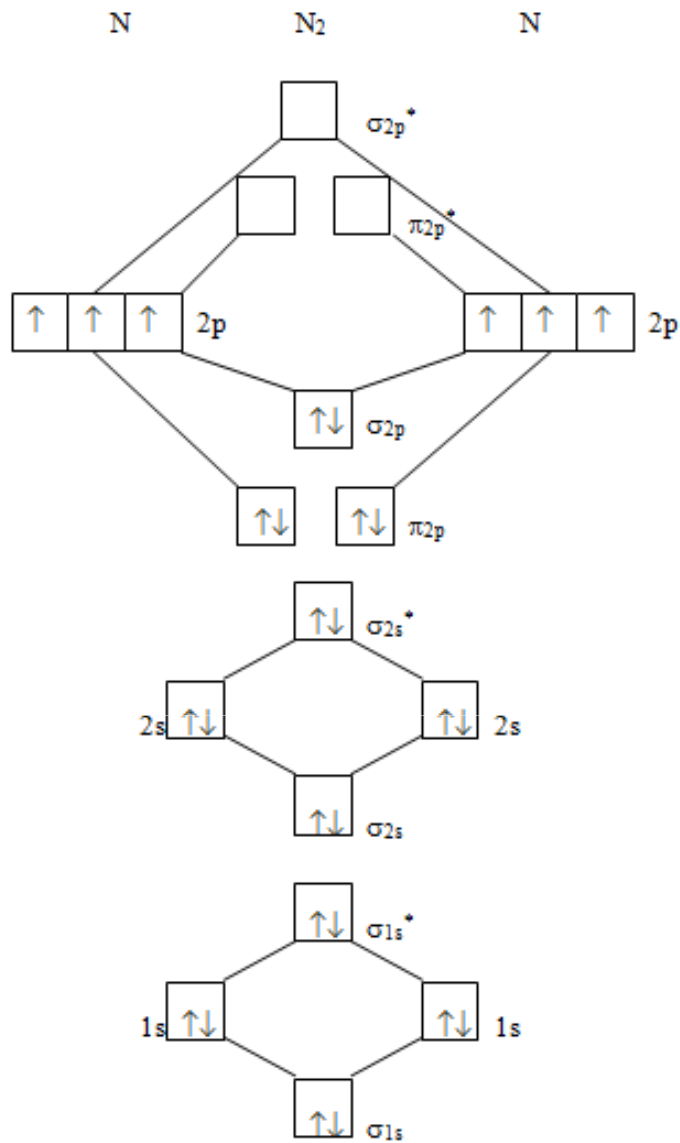 N N₂ N
σ2p*
π2p*
↑ ↑ ↑ 2p ↑ ↑ ↑ 2p
↑↓ σ2p
↑↓ ↑↓ π2p
↑↓ σ2s*
2s ↑↓ ↑↓ 2s
↑↓ σ2s
↑↓ σ1s*
1s ↑↓ ↑↓ 1s
↑↓ σ1s